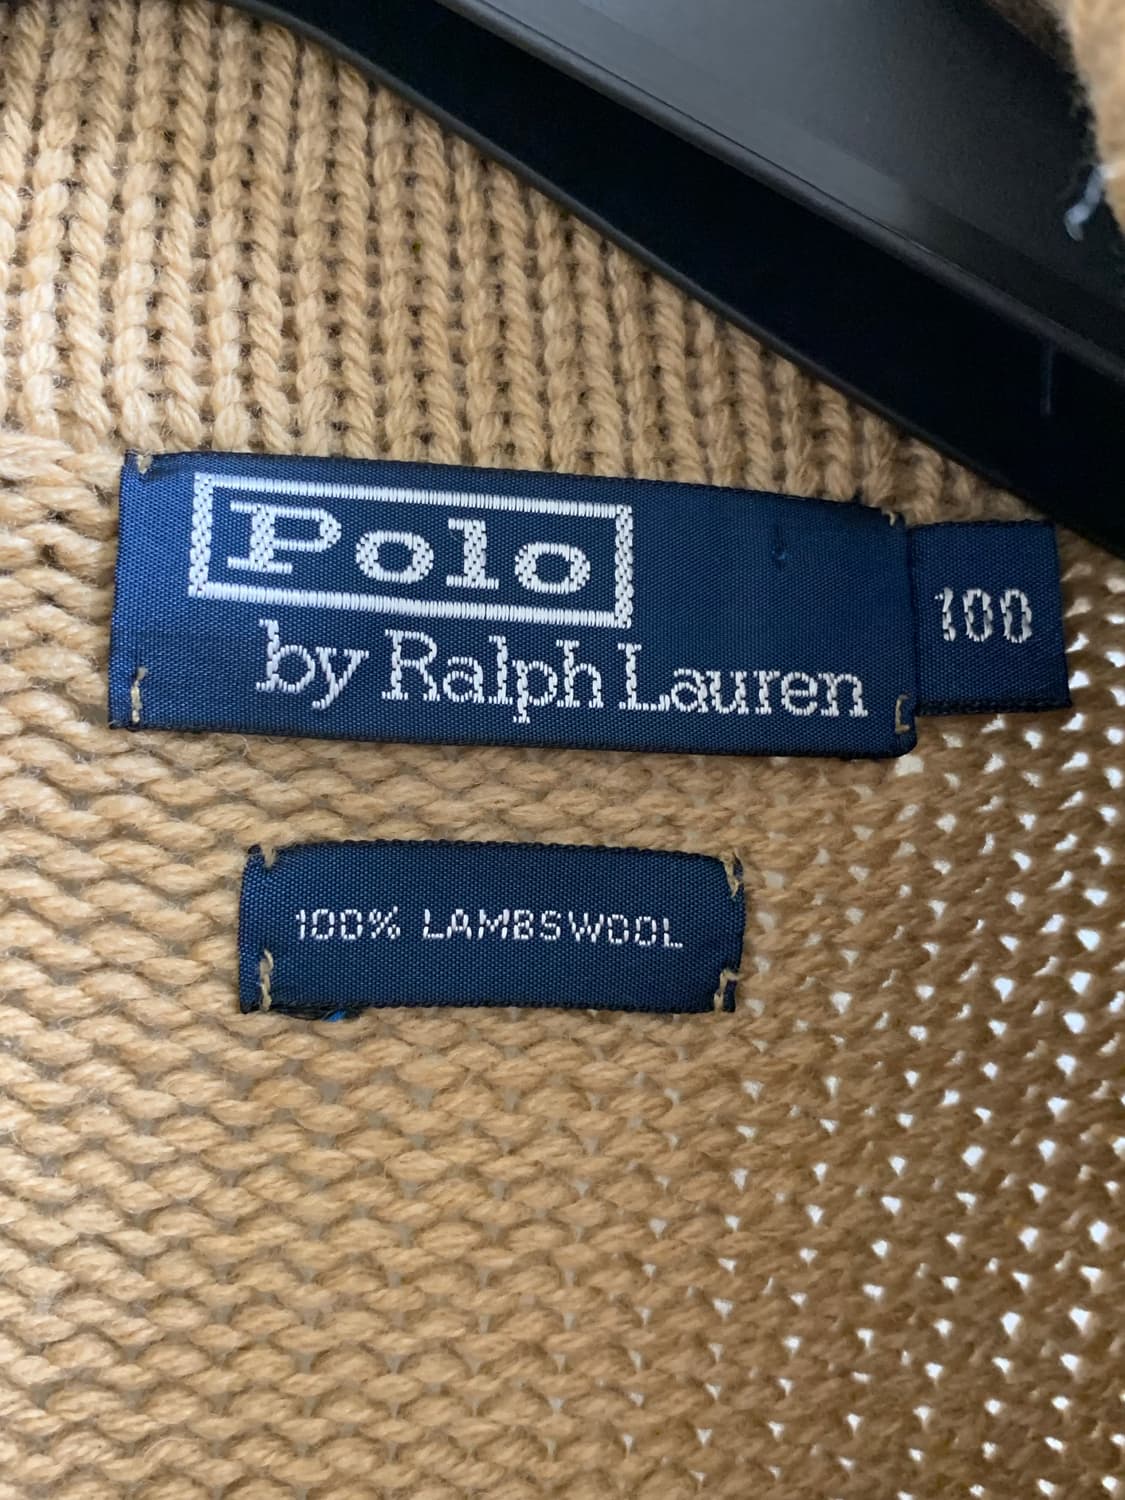 Polo
by Ralph Lauren
100
100% LAMBSWOOL